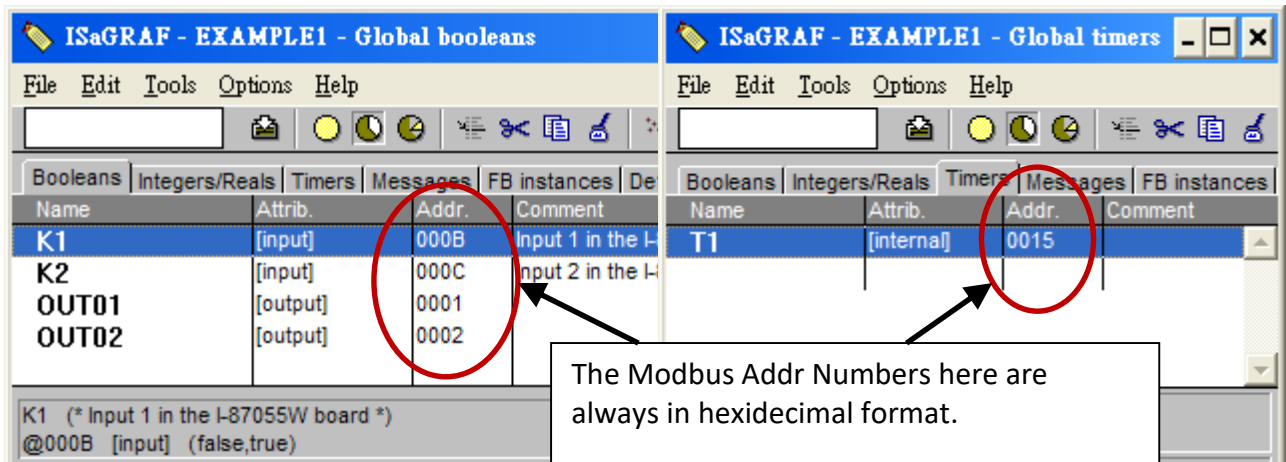 ISaGRAF - EXAMPLE1 - Global booleans
File Edit Tools Options Help
Booleans Integers/Reals Timers Messages FB instances
Name Attrib. Addr. Comment
K1 [input] 000B Input 1 in the
K2 [input] 000C Input 2 in the
OUT01 [output] 0001
OUT02 [output] 0002
K1 (* Input 1 in the I-87055W board *)
@000B [input] (false,true)
ISaGRAF - EXAMPLE1 - Global timers
File Edit Tools Options Help
Booleans Integers/Reals Timers Messages FB instances
Name Attrib. Addr. Comment
T1 [internal] 0015
The Modbus Addr Numbers here are
always in hexidecimal format.